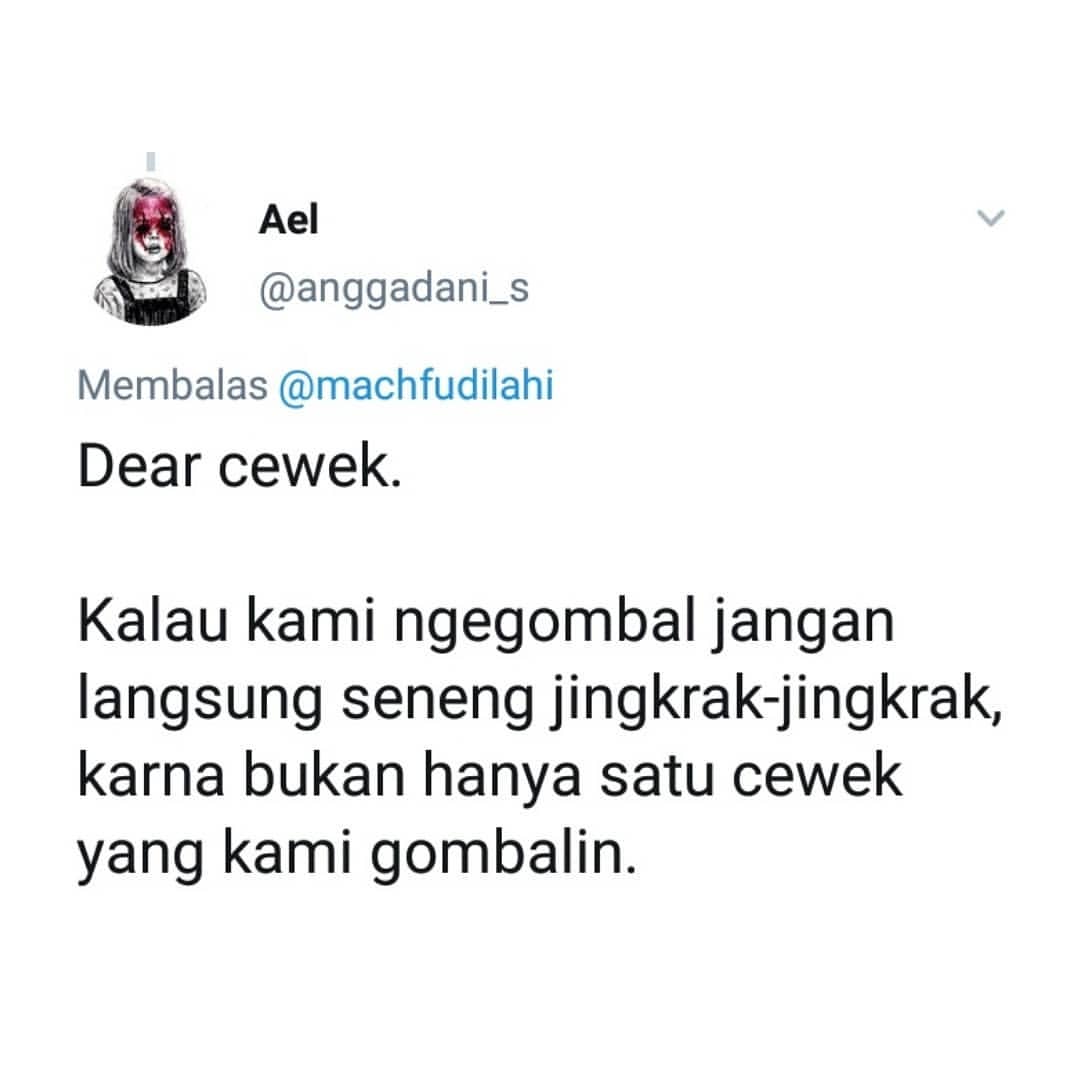 Ael
@anggadani_s
Membalas @machfudilahi
Dear cewek.
Kalau kami ngegombal jangan
langsung seneng jingkrak-jingkrak,
karna bukan hanya satu cewek
yang kami gombalin.